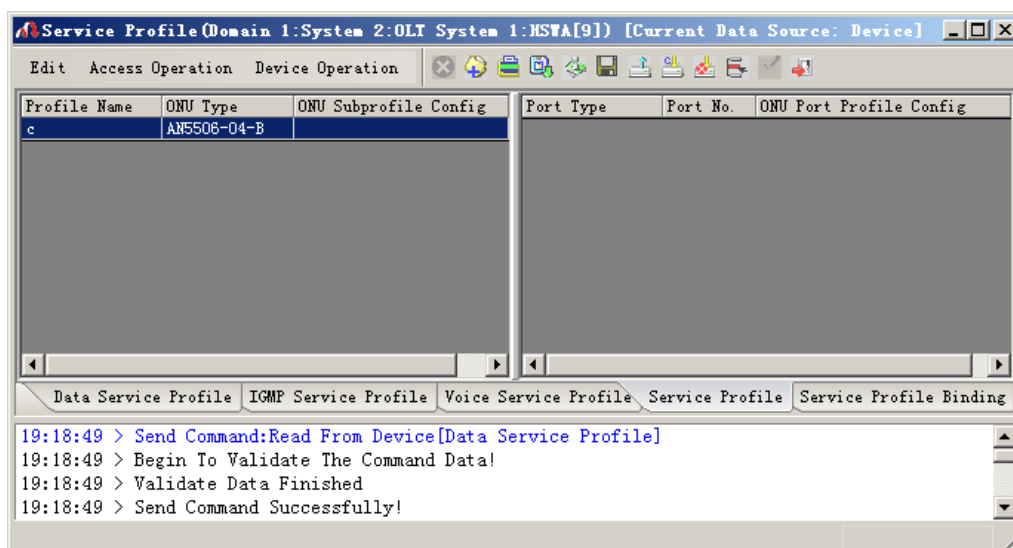 Service Profile(Domain 1:System 2:OLT System 1:HSWA[9]) [Current Data Source: Device]
Edit Access Operation Device Operation
Profile Name ONU Type ONU Subprofile Config Port Type Port No. ONU Port Profile Config
c AN5506-04-B
Data Service Profile IGMP Service Profile Voice Service Profile Service Profile Service Profile Binding
19:18:49 > Send Command:Read From Device[Data Service Profile]
19:18:49 > Begin To Validate The Command Data!
19:18:49 > Validate Data Finished
19:18:49 > Send Command Successfully!